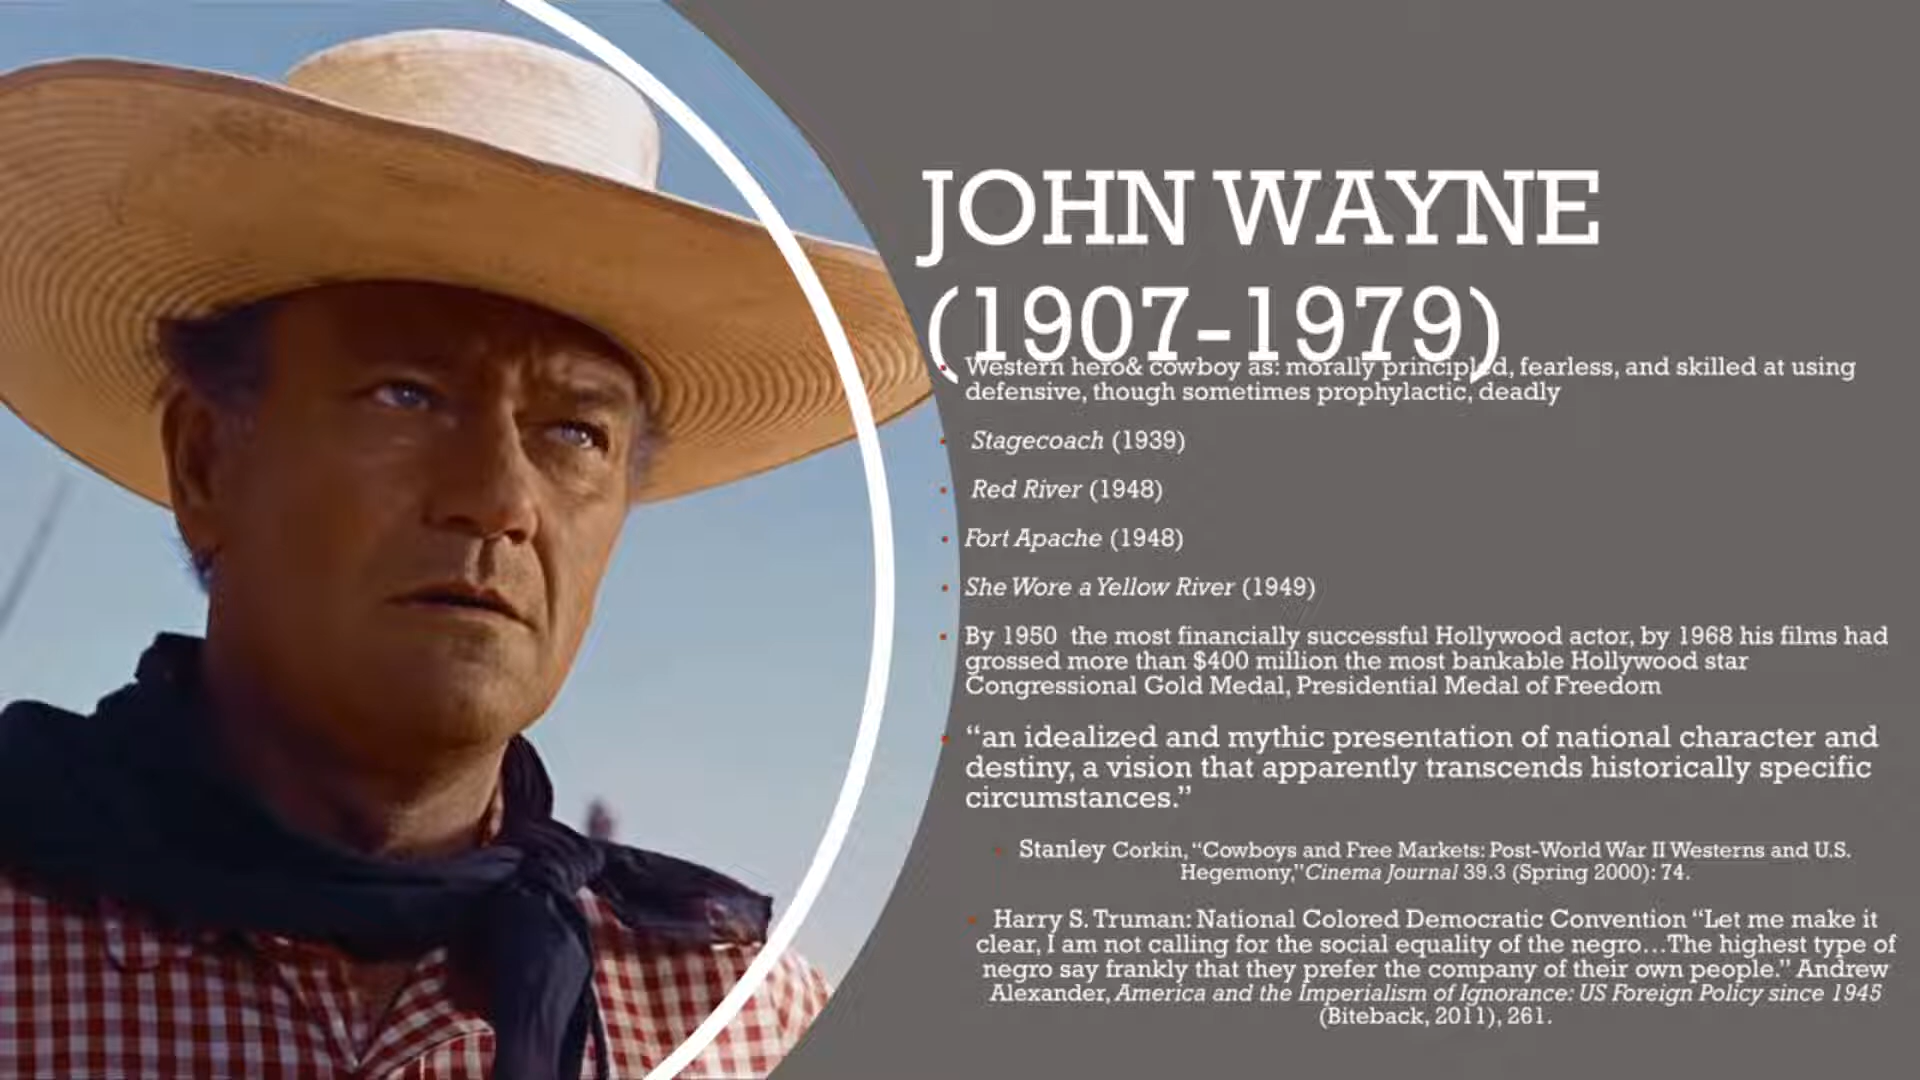 JOHN WAYNE
(1907-1979)
Western hero& cowboy as: morally principled, fearless, and skilled at using
defensive, though sometimes prophylactic, deadly
Stagecoach (1939)
Red River (1948)
Fort Apache (1948)
She Wore a Yellow River (1949)
By 1950 the most financially successful Hollywood actor, by 1968 his films had
grossed more than $400 million the most bankable Hollywood star
Congressional Gold Medal, Presidential Medal of Freedom
“an idealized and mythic presentation of national character and
destiny, a vision that apparently transcends historically specific
circumstances.”
Stanley Corkin, “Cowboys and Free Markets: Post-World War II Westerns and U.S.
Hegemony,” Cinema Journal 39.3 (Spring 2000): 74.
Harry S. Truman: National Colored Democratic Convention “Let me make it
clear, I am not calling for the social equality of the negro…The highest type of
negro say frankly that they prefer the company of their own people.” Andrew
Alexander, America and the Imperialism of Ignorance: US Foreign Policy since 1945
(Biteback, 2011), 261.